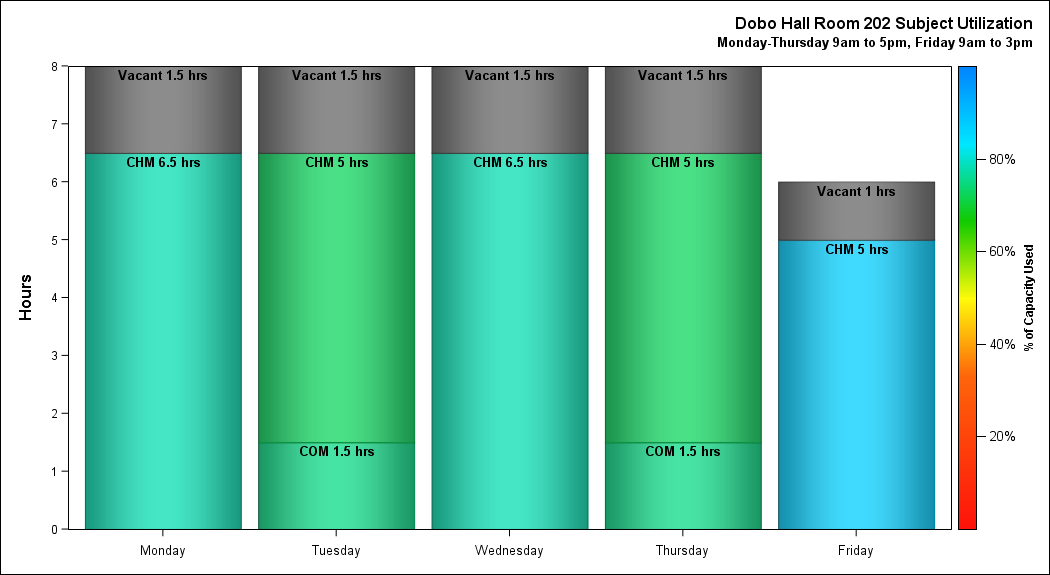 Dobo Hall Room 202 Subject Utilization
Monday-Thursday 9am to 5pm, Friday 9am to 3pm
8
7
6
5
4
3
2
1
0
Hours
Vacant 1.5 hrs
Vacant 1.5 hrs
Vacant 1.5 hrs
Vacant 1.5 hrs
CHM 6.5 hrs
CHM 5 hrs
CHM 6.5 hrs
CHM 5 hrs
Vacant 1 hrs
CHM 5 hrs
COM 1.5 hrs
COM 1.5 hrs
Monday
Tuesday
Wednesday
Thursday
Friday
80%
60%
40%
20%
% of Capacity Used